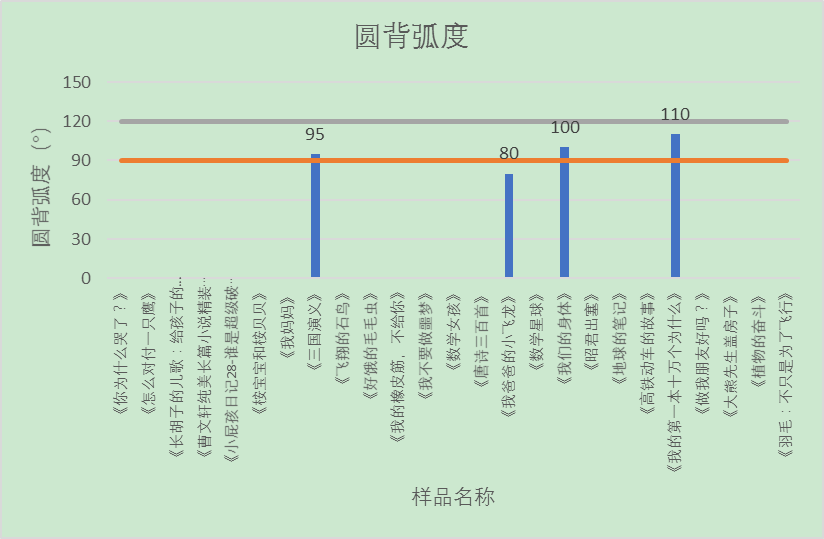 圆背弧度
圆背弧度（°）
150
120
90
60
30
0
95
80
100
110
《你为什么哭了？》
《怎么对付一只鹰》
《长胡子的儿歌：给孩子的...
《曹文轩纯美长篇小说精装...
《小屁孩日记28-谁是超级破...
《桉宝宝和桉贝贝》
《我妈妈》
《三国演义》
《飞翔的石鸟》
《好饿的毛毛虫》
《我的橡皮筋，不给你》
《我不要做噩梦》
《数学女孩》
《唐诗三百首》
《我爸爸的小飞龙》
《数学星球》
《我们的身体》
《昭君出塞》
《地球的笔记》
《高铁动车的故事》
《我的第一本十万个为什么》
《做我朋友好吗？》
《大熊先生盖房子》
《植物的奋斗》
《羽毛：不只是为了飞行》
样品名称